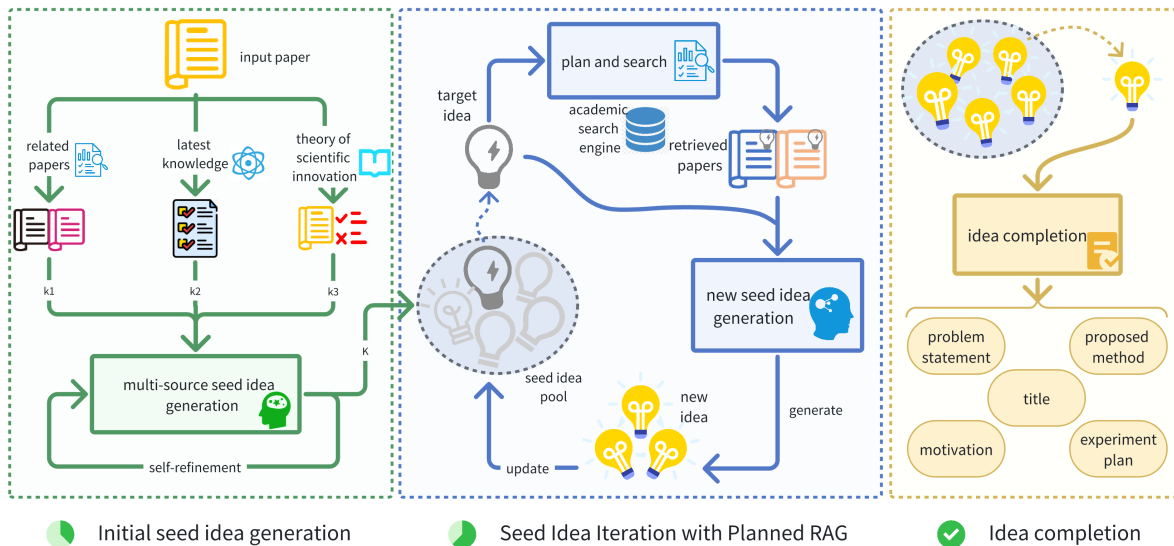 input paper
related
papers
latest
knowledge
theory of
scientific
innovation
k1
k2
k3
multi-source seed idea
generation
self-refinement
K
target
idea
plan and search
academic
search
engine
retrieved
papers
new seed idea
generation
seed idea
pool
new
idea
generate
update
idea completion
problem
statement
proposed
method
title
motivation
experiment
plan
Initial seed idea generation
Seed Idea Iteration with Planned RAG
Idea completion